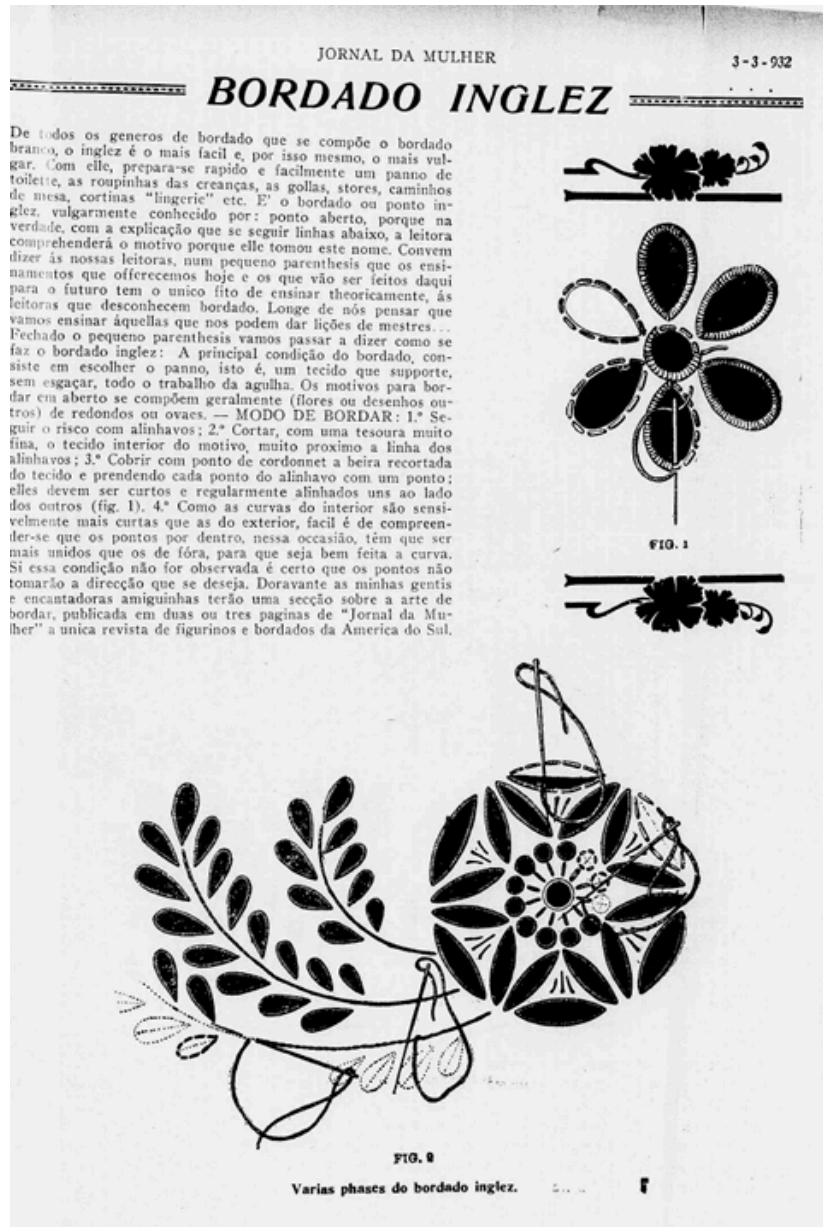 JORNAL DA MULHER
3-3-932
BORDADO INGLEZ
De todos os generos de bordado que se compõe o bordado
branco, o inglez é o mais facil e, por isso mesmo, o mais vul-
gar. Com elle, prepara-se rapido e facilmente um panno de
toilette, as roupinhas das creanças, as gollas, stores, caminhos
de mesa, cortinas "lingerie" etc. E' o bordado ou ponto in-
glez, vulgarmente conhecido por: ponto aberto, porque na
verdade, com a explicação que se seguir linhas abaixo, a leitora
comprehenderá o motivo porque elle tomou este nome. Convem
dizer ás nossas leitoras, num pequeno parenthesis que os ensi-
namentos que offerecemos hoje e os que vão ser feitos daqui
para o futuro tem o unico fito de ensinar theoricamente, ás
leitoras que desconhecem bordado. Longe de nós pensar que
vamos ensinar áquellas que nos podem dar lições de mestres...
Fechado o pequeno parenthesis vamos passar a dizer como se
faz o bordado inglez: A principal condição do bordado, con-
siste em escolher o panno, isto é, um tecido que supporte,
sem esgaçar, todo o trabalho da agulha. Os motivos para bor-
dar em aberto se compõem geralmente (flores ou desenhos ou-
tros) de redondos ou ovaes. — MODO DE BORDAR: 1.º Se-
guir o risco com alinhavos; 2.º Cortar, com uma tesoura muito
fina, o tecido interior do motivo, muito proximo a linha dos
alinhavos; 3.º Cobrir com ponto de cordonnet a beira recortada
do tecido e prendendo cada ponto do alinhavo com um ponto;
elles devem ser curtos e regularmente alinhados uns ao lado
dos outros (fig. 1). 4.º Como as curvas do interior são sensi-
velmente mais curtas que as do exterior, facil é de compreen-
der-se que os pontos por dentro, nessa occasião, têm que ser
mais unidos que os de fóra, para que seja bem feita a curva.
Si essa condição não for observada é certo que os pontos não
tomarão a direcção que se deseja. Doravante as minhas gentis
e encantadoras amiguinhas terão uma secção sobre a arte de
bordar, publicada em duas ou tres paginas de "Jornal da Mu-
lher" a unica revista de figurinos e bordados da America do Sul.
FIG. 1
FIG. 2
Varias phases do bordado inglez.